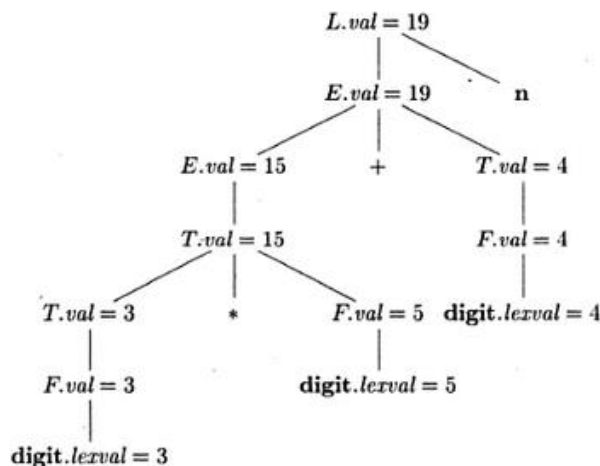 L.val = 19
E.val = 19 n
E.val = 15 + T.val = 4
T.val = 15 F.val = 4
T.val = 3 * F.val = 5 digit.lexval = 4
F.val = 3 digit.lexval = 5
digit.lexval = 3